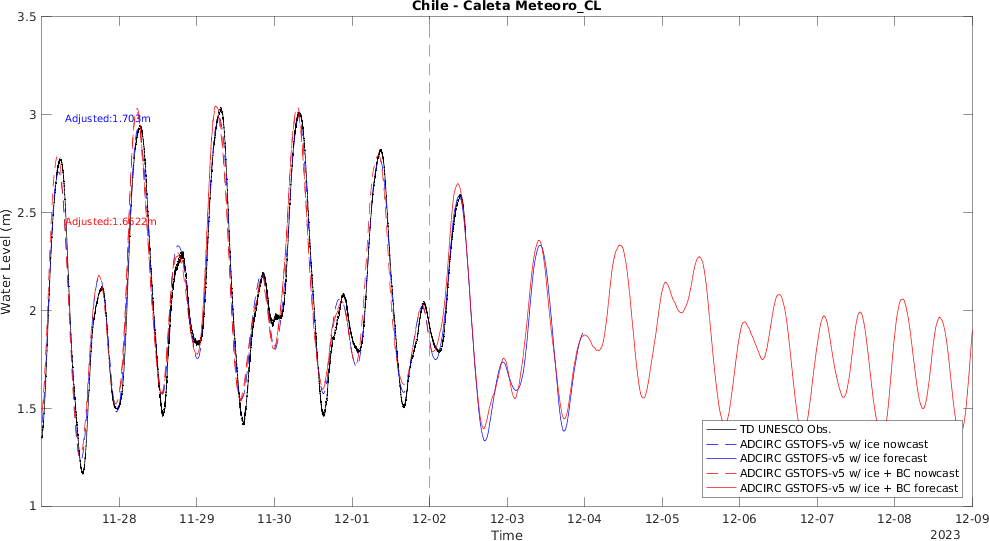 Chile - Caleta Meteoro_CL
3.5
3
2.5
2
1.5
1
Water Level (m)
Adjusted:1.703m
Adjusted:1.6622m
TD UNESCO Obs.
ADCIRC GSTOFS-v5 w/ ice nowcast
ADCIRC GSTOFS-v5 w/ ice forecast
ADCIRC GSTOFS-v5 w/ ice + BC nowcast
ADCIRC GSTOFS-v5 w/ ice + BC forecast
11-28 11-29 11-30 12-01 12-02 12-03 12-04 12-05 12-06 12-07 12-08 12-09
Time
2023